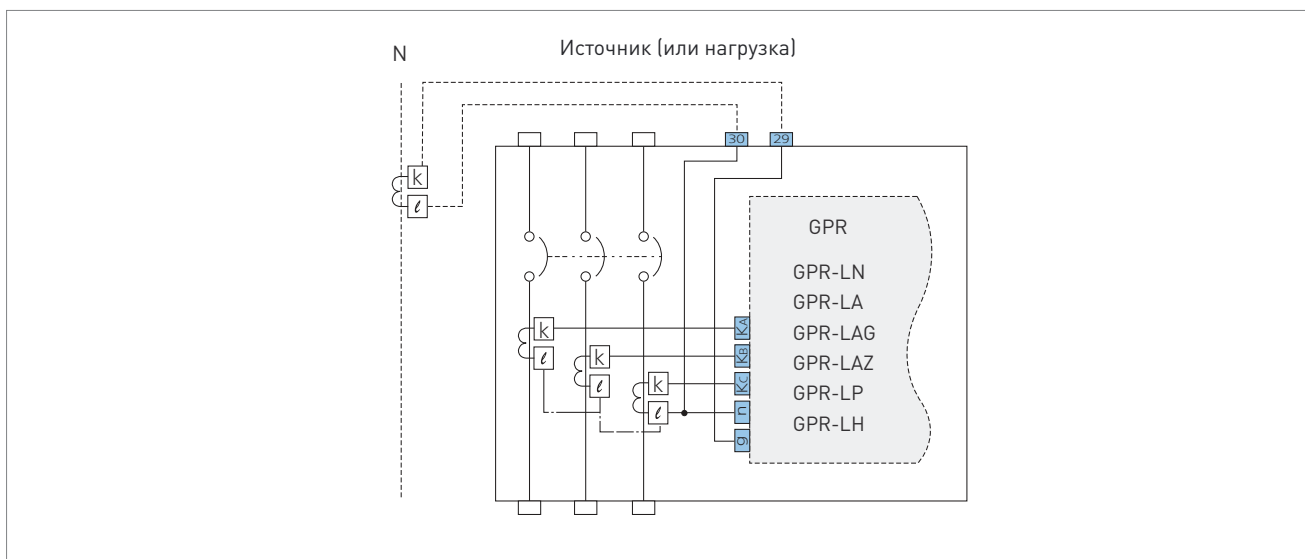 N
Источник (или нагрузка)
30
29
k
ℓ
GPR
GPR-LN
GPR-LA
GPR-LAG
GPR-LAZ
GPR-LP
GPR-LH
k
ℓ
k
ℓ
k
ℓ
KA
KB
KC
n
g